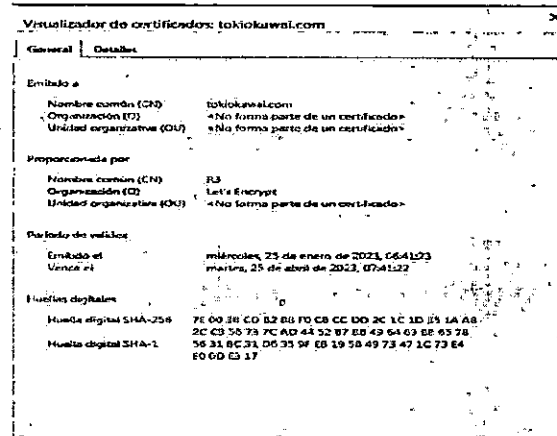 Visualizador de certificados: tokiokawai.com
General Detalles
Emitido a
Nombre común (CN) tokiokawai.com
Organización (O) <No forma parte de un certificado>
Unidad organizativa (OU) <No forma parte de un certificado>
Proporcionada por
Nombre común (CN) R3
Organización (O) Let's Encrypt
Unidad organizativa (OU) <No forma parte de un certificado>
Período de validez
Emitido el miércoles, 25 de enero de 2023, 06:41:23
Vence el martes, 25 de abril de 2023, 07:41:22
Huellas digitales
Huella digital SHA-256
Huella digital SHA-1